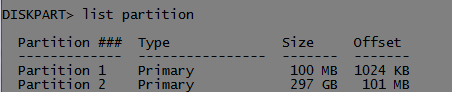 DISKPART> list partition
Partition ### Type Size Offset
------------- ---------------- ------- -------
Partition 1 Primary 100 MB 1024 KB
Partition 2 Primary 297 GB 101 MB